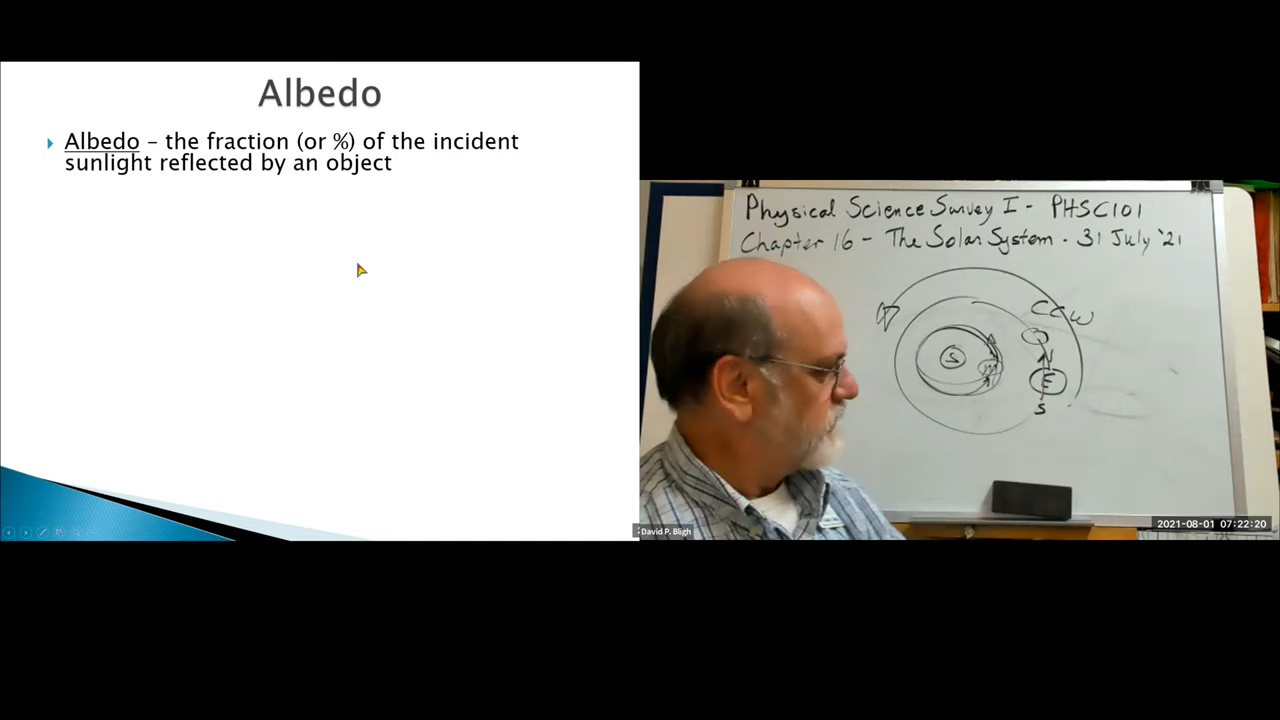 Albedo
Albedo – the fraction (or %) of the incident
sunlight reflected by an object
Physical Science Survey I - PHSC101
Chapter 16 - The Solar System - 31 July '21
CCW
S
m
N
E
S
David P. Bligh
2021-08-01 07:22:20